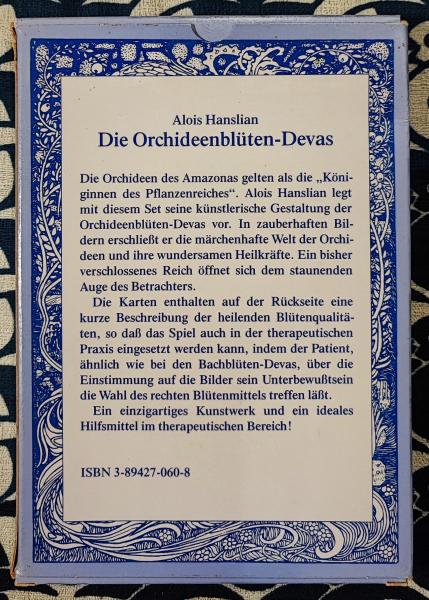 Alois Hanslian
Die Orchideenblüten-Devas
Die Orchideen des Amazonas gelten als die „Köni-
ginnen des Pflanzenreiches“. Alois Hanslian legt
mit diesem Set seine künstlerische Gestaltung der
Orchideenblüten-Devas vor. In zauberhaften Bil-
dern erschließt er die märchenhafte Welt der Orchi-
deen und ihre wundersamen Heilkräfte. Ein bisher
verschlossenes Reich öffnet sich dem staunenden
Auge des Betrachters.
Die Karten enthalten auf der Rückseite eine
kurze Beschreibung der heilenden Blütenqualitä-
ten, so daß das Spiel auch in der therapeutischen
Praxis eingesetzt werden kann, indem der Patient,
ähnlich wie bei den Bachblüten-Devas, über die
Einstimmung auf die Bilder sein Unterbewußtsein
die Wahl des rechten Blütenmittels treffen läßt.
Ein einzigartiges Kunstwerk und ein ideales
Hilfsmittel im therapeutischen Bereich!
ISBN 3-89427-060-8